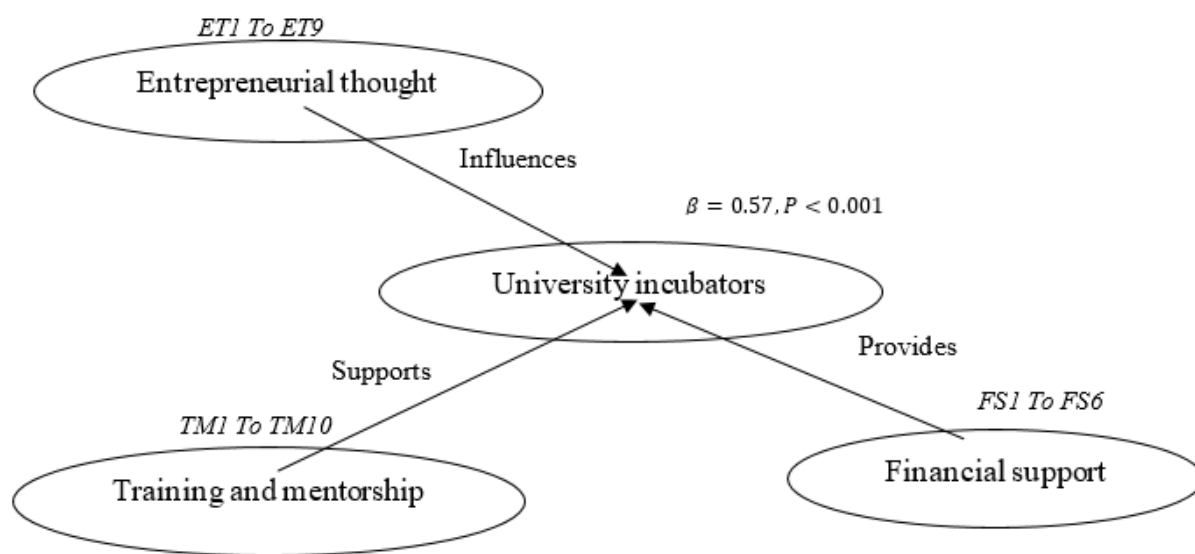 ET1 To ET9
Entrepreneurial thought
Influences
ß = 0.57, P < 0.001
University incubators
Provides
Supports
FS1 To FS6
TM1 To TM10
Financial support
Training and mentorship